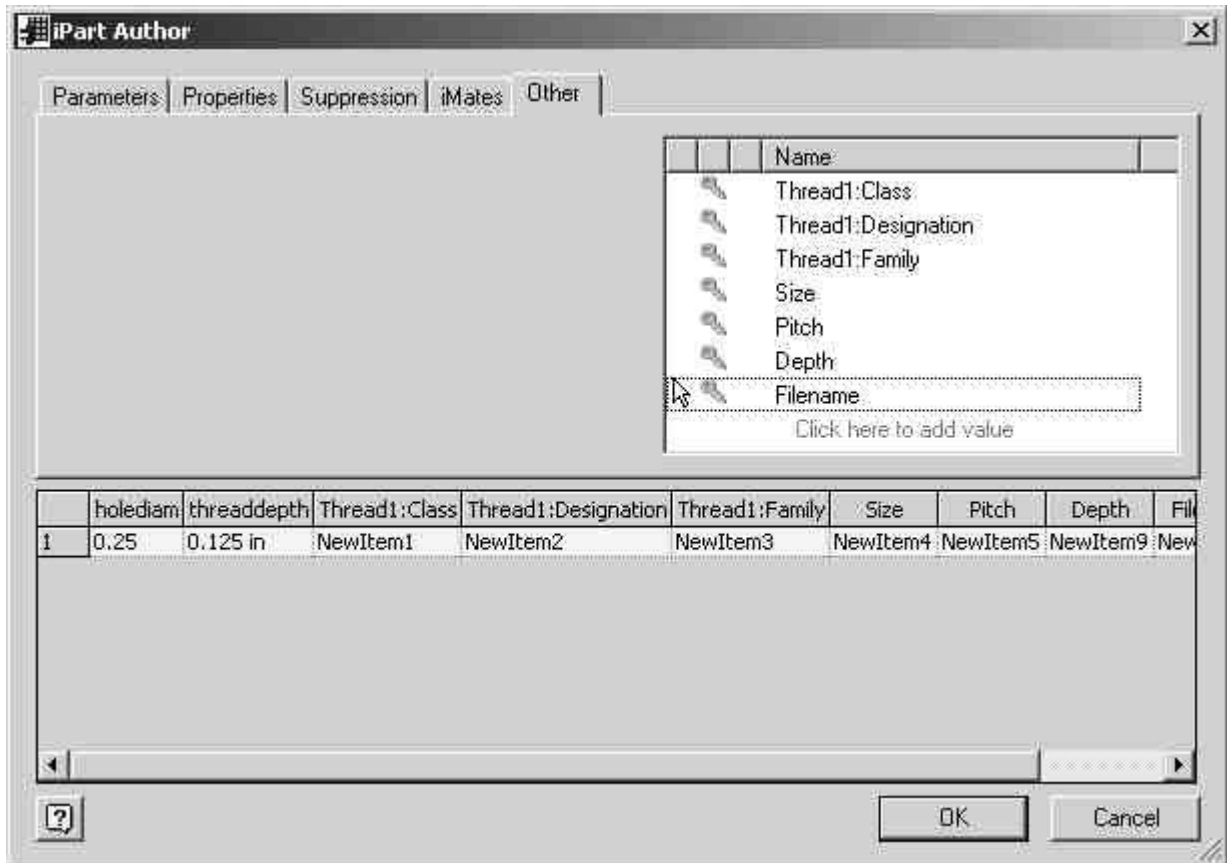 iPart Author
Parameters Properties Suppression iMates Other
Name
Thread1:Class
Thread1:Designation
Thread1:Family
Size
Pitch
Depth
Filename
Click here to add value
holediam threaddepth Thread1:Class Thread1:Designation Thread1:Family Size Pitch Depth Fil
1 0.25 0.125 in NewItem1 NewItem2 NewItem3 NewItem4 NewItem5 NewItem9 New
OK Cancel